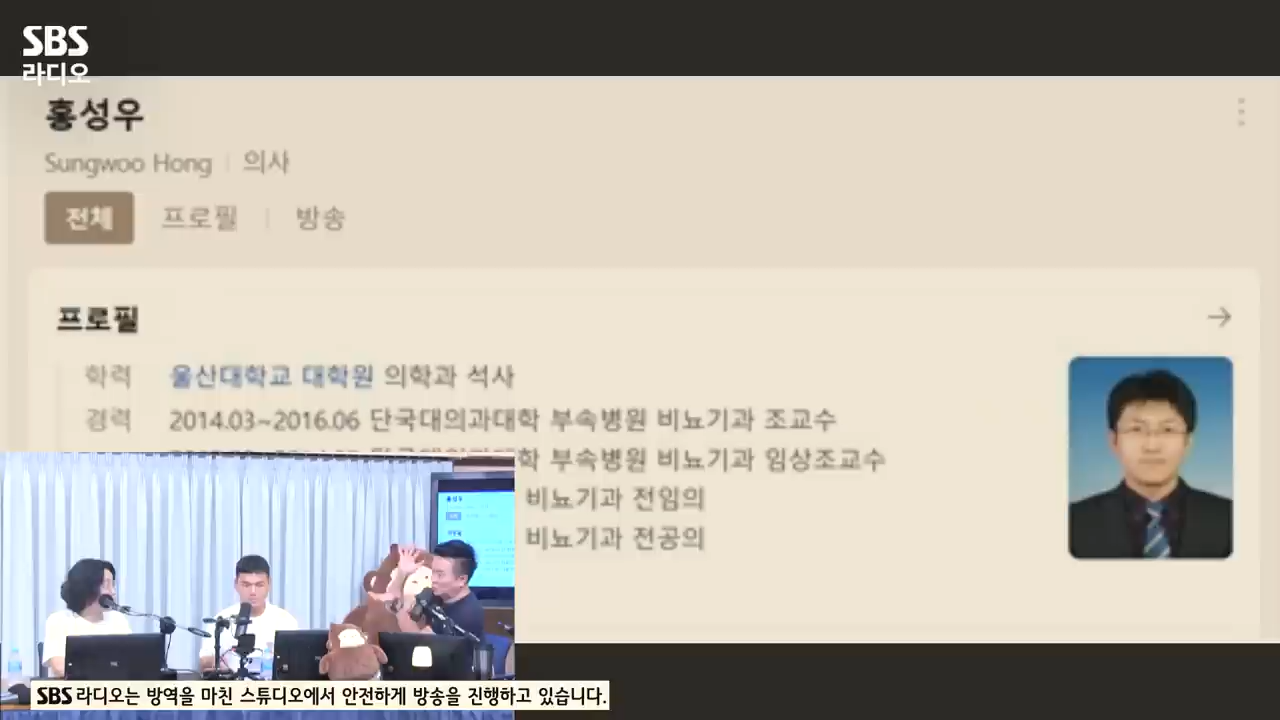 SBS
라디오
홍성우
Sungwoo Hong | 의사
전체 프로필 | 방송
프로필
학력 울산대학교 대학원 의학과 석사
경력 2014.03~2016.06 단국대의과대학 부속병원 비뇨기과 조교수
부속병원 비뇨기과 임상조교수
비뇨기과 전임의
비뇨기과 전공의
홍성우
SBS 라디오는 방역을 마친 스튜디오에서 안전하게 방송을 진행하고 있습니다.